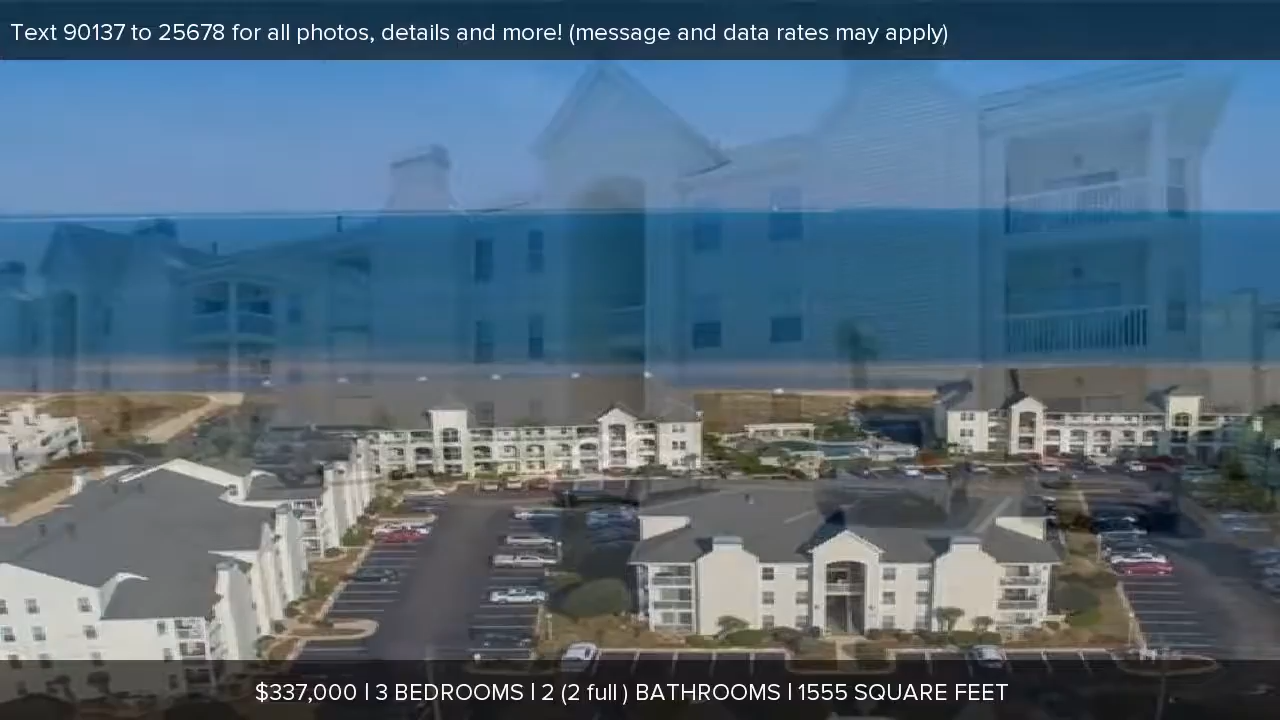 Text 90137 to 25678 for all photos, details and more! (message and data rates may apply)
$337,000 | 3 BEDROOMS | 2 (2 full ) BATHROOMS | 1555 SQUARE FEET